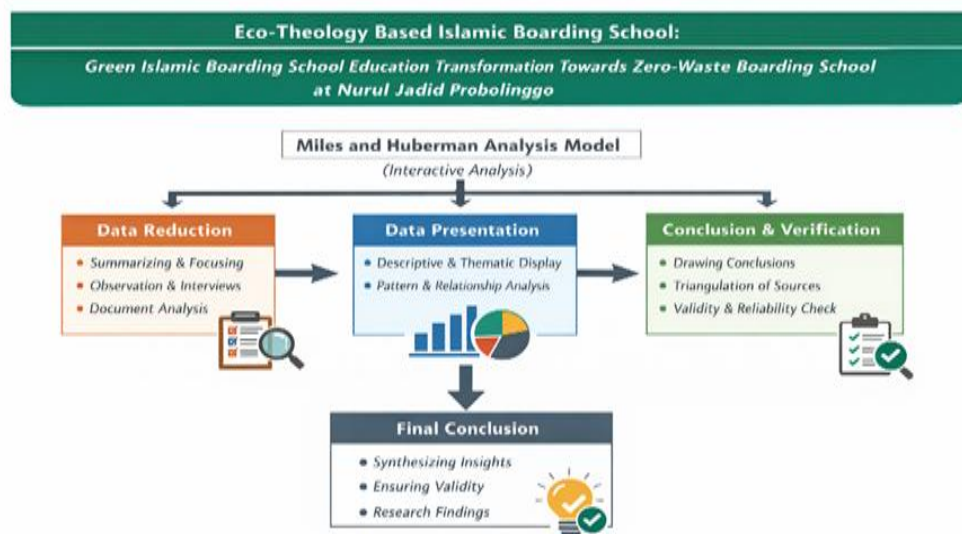 Eco-Theology Based Islamic Boarding School:
Green Islamic Boarding School Education Transformation Towards Zero-Waste Boarding School
at Nurul Jadid Probolinggo
Miles and Huberman Analysis Model
(Interactive Analysis)
Data Reduction
• Summarizing & Focusing
• Observation & Interviews
• Document Analysis
Data Presentation
• Descriptive & Thematic Display
• Pattern & Relationship Analysis
Conclusion & Verification
• Drawing Conclusions
• Triangulation of Sources
• Validity & Reliability Check
Final Conclusion
• Synthesizing Insights
• Ensuring Validity
• Research Findings